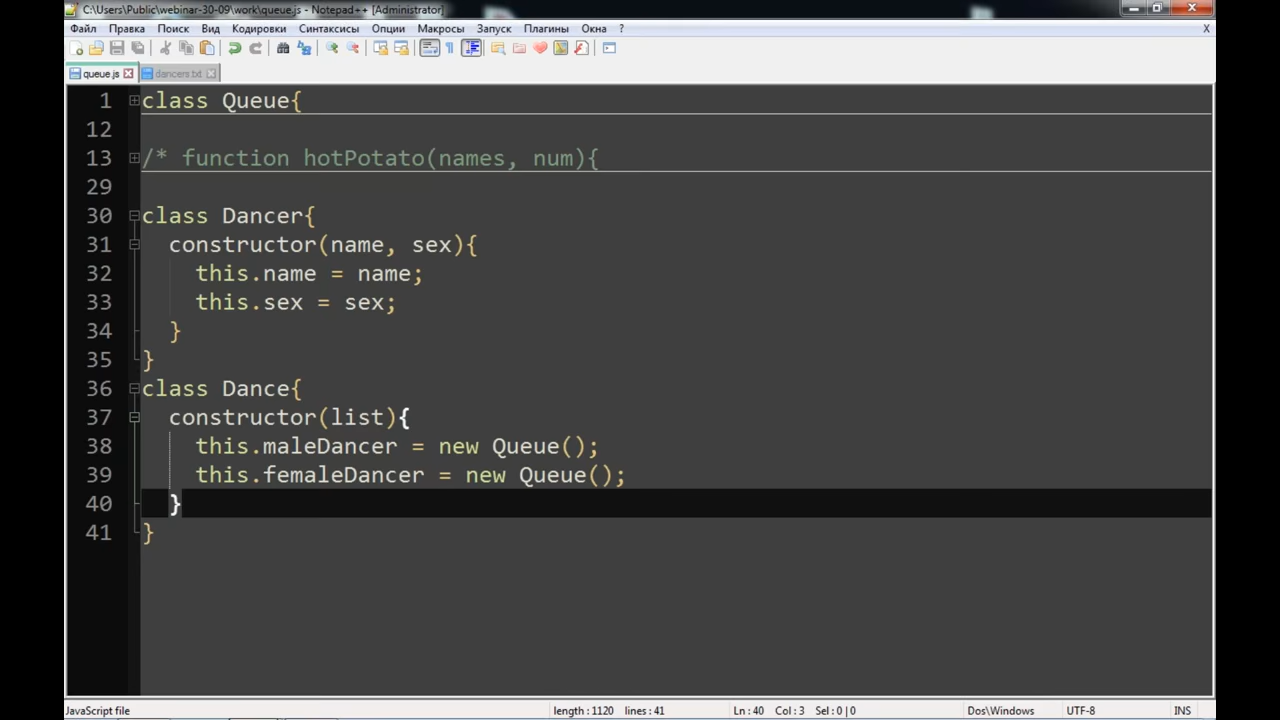 C:\Users\Public\webinar-30-09\work\queue.js - Notepad++ [Administrator]
Файл Правка Поиск Вид Кодировки Синтаксисы Опции Макросы Запуск Плагины Окна ? X
queue.js dancers.txt
1 class Queue{
12
13 /* function hotPotato(names, num){
29
30 class Dancer{
31 constructor(name, sex){
32 this.name = name;
33 this.sex = sex;
34 }
35 }
36 class Dance{
37 constructor(list){
38 this.maleDancer = new Queue();
39 this.femaleDancer = new Queue();
40 }
41 }
JavaScript file length : 1120 lines : 41 Ln : 40 Col : 3 Sel : 0 | 0 Dos\Windows UTF-8 INS